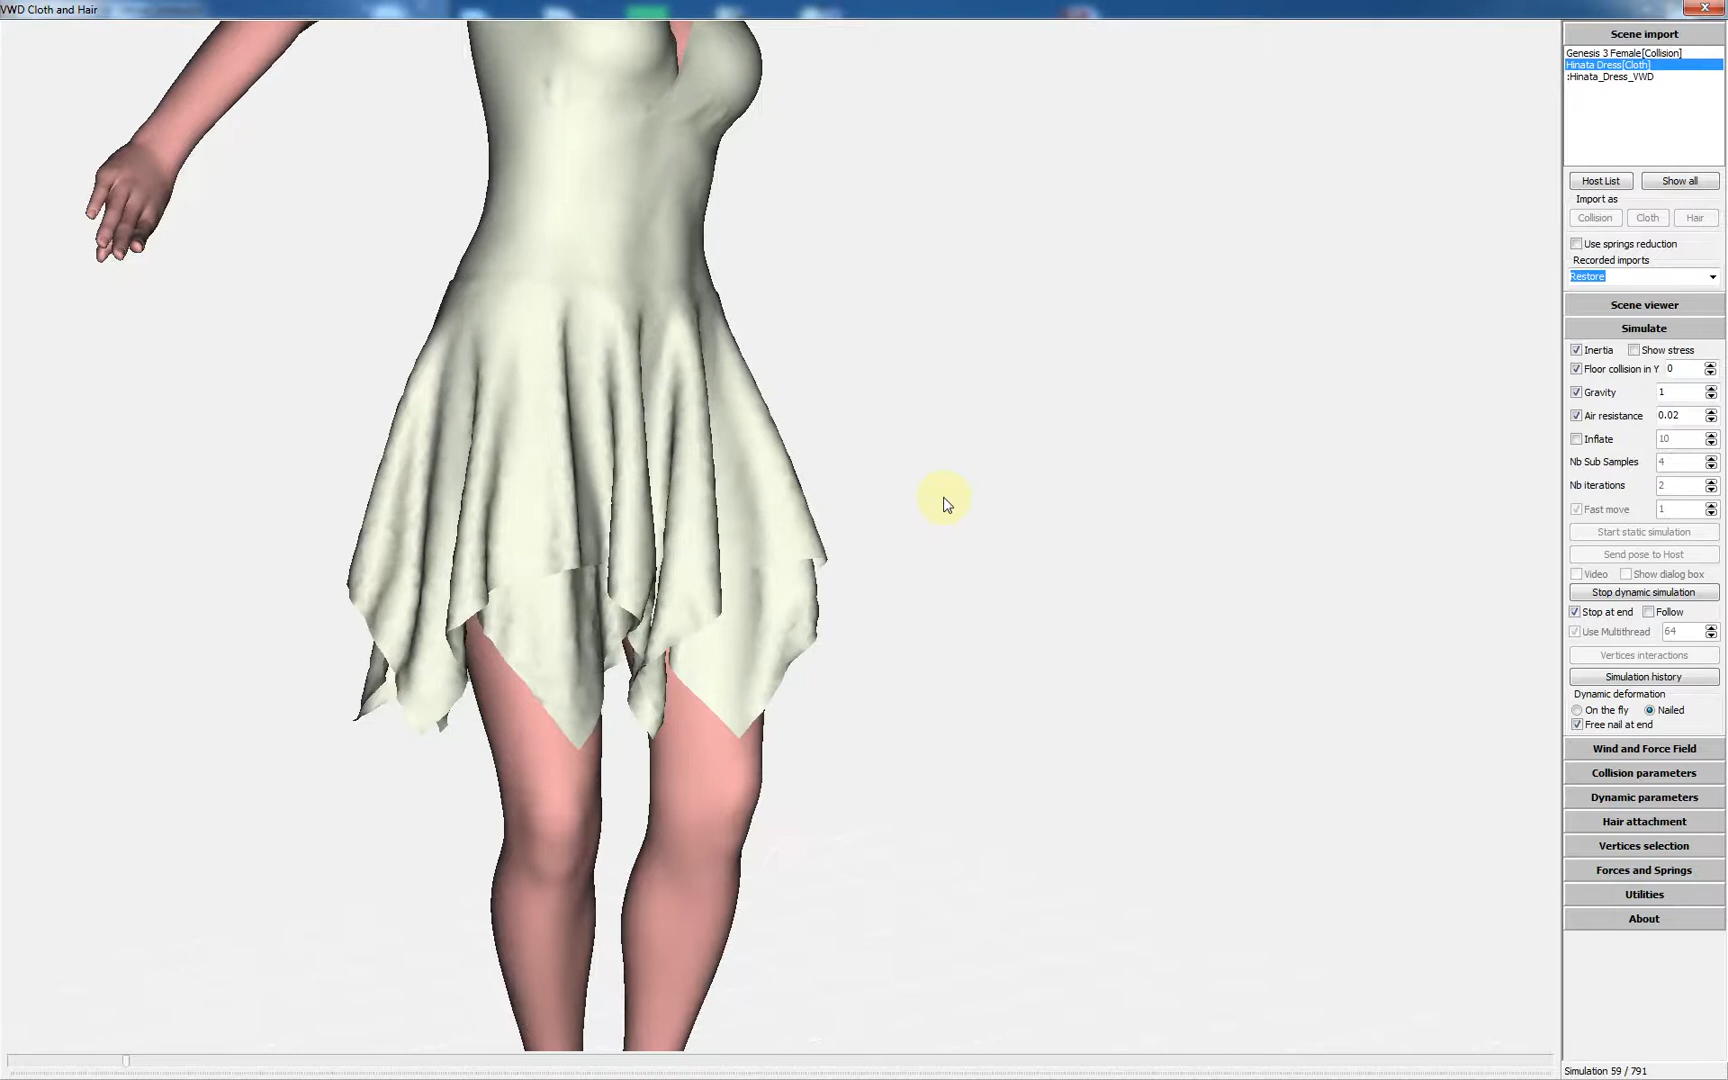 VWD Cloth and Hair
Scene import
Genesis 3 Female[Collision]
Hinata Dress[Cloth]
:Hinata_Dress_VWD
Host List
Show all
Import as
Collision
Cloth
Hair
Use springs reduction
Recorded imports
Restore
Scene viewer
Simulate
Inertia
Show stress
Floor collision in Y 0
Gravity 1
Air resistance 0.02
Inflate 10
Nb Sub Samples 4
Nb iterations 2
Fast move 1
Start static simulation
Send pose to Host
Video
Show dialog box
Stop dynamic simulation
Stop at end
Follow
Use Multithread 64
Vertices interactions
Simulation history
Dynamic deformation
On the fly
Nailed
Free nail at end
Wind and Force Field
Collision parameters
Dynamic parameters
Hair attachment
Vertices selection
Forces and Springs
Utilities
About
Simulation 59 / 791